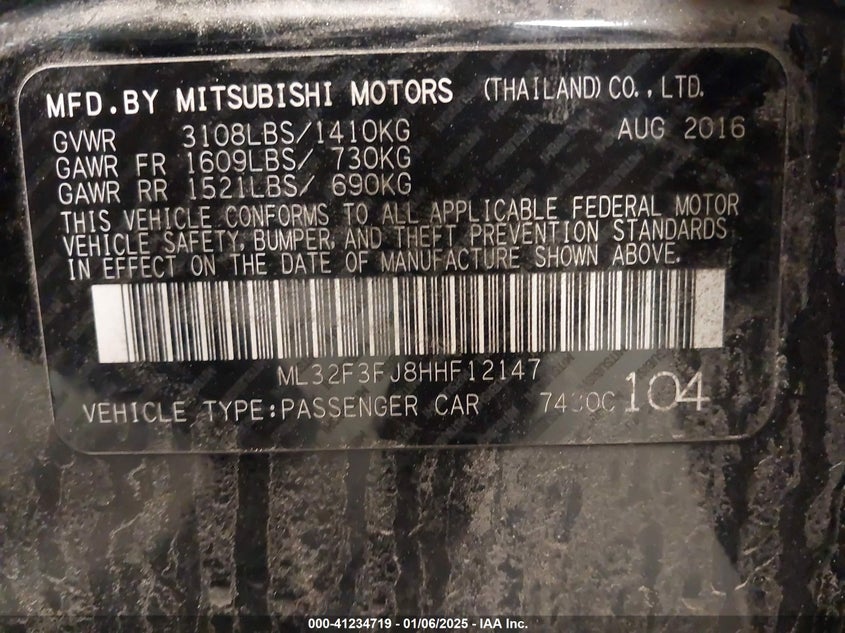 MFD.BY MITSUBISHI MOTORS (THAILAND) CO.,LTD.
GVWR 3108LBS/1410KG AUG 2016
GAWR FR 1609LBS/ 730KG
GAWR RR 1521LBS/ 690KG
THIS VEHICLE CONFORMS TO ALL APPLICABLE FEDERAL MOTOR
VEHICLE SAFETY, BUMPER, AND THEFT PREVENTION STANDARDS
IN EFFECT ON THE DATE OF MANUFACTURE SHOWN ABOVE.
ML32F3FJ8HHF12147
VEHICLE TYPE:PASSENGER CAR 104
000-41234719 | 01/06/2025 - IAA Inc.